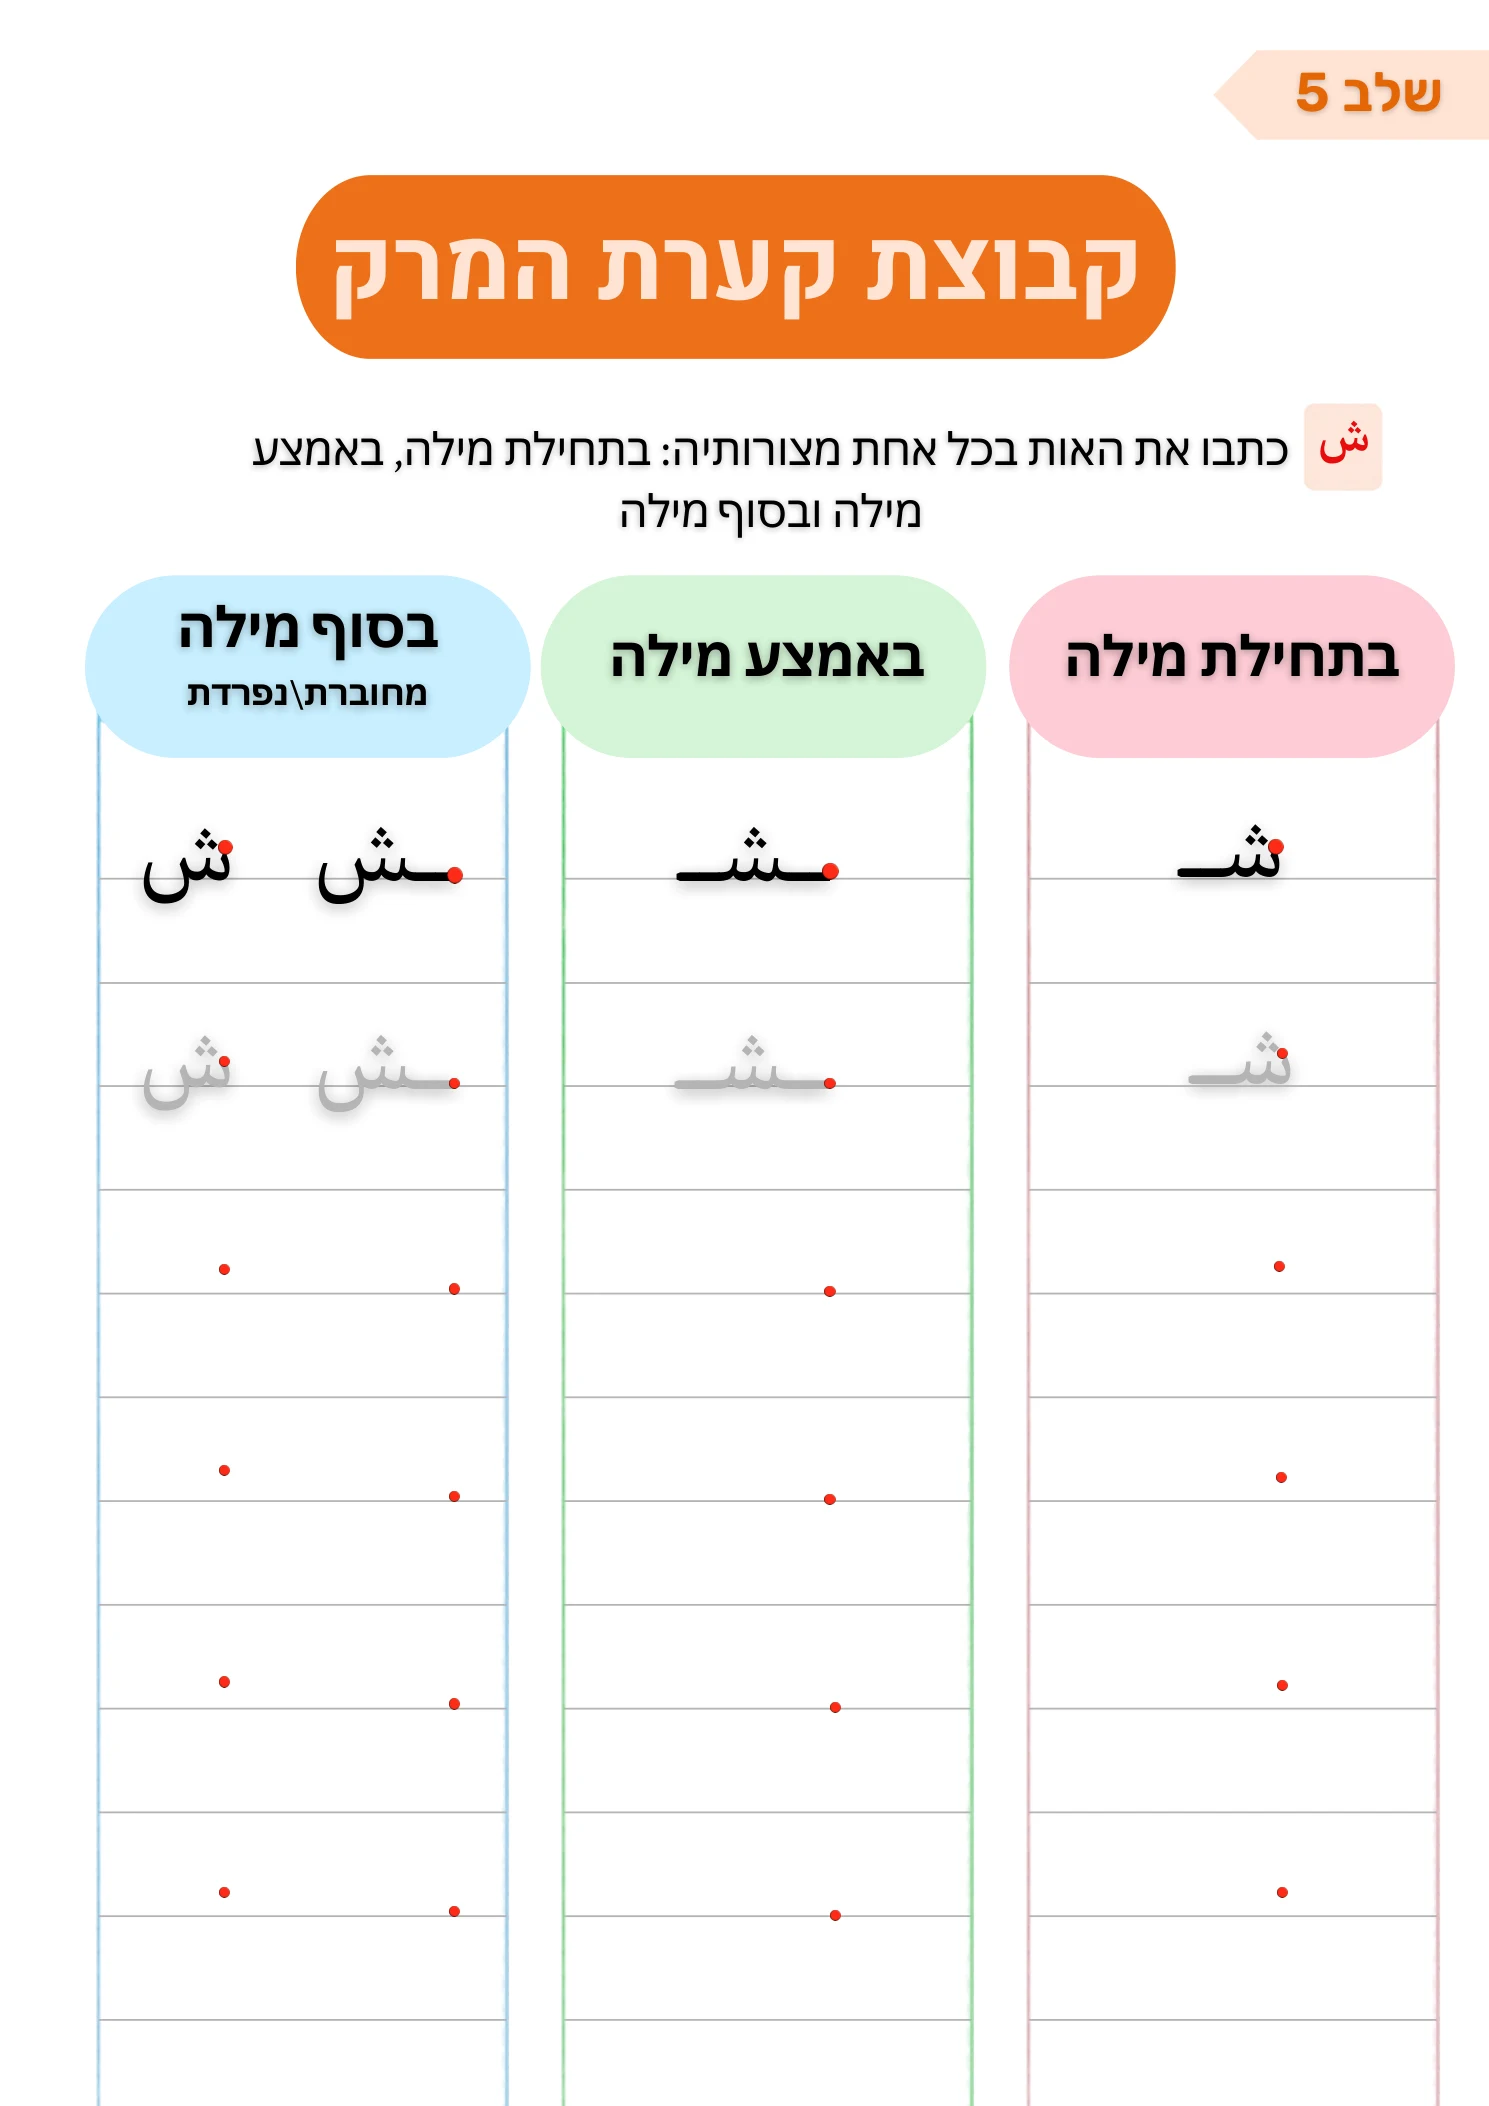 שלב 5
קבוצת קערת המרק
ش כתבו את האות בכל אחת מצורותיה: בתחילת מילה, באמצע
מילה ובסוף מילה
בתחילת מילה
באמצע מילה
בסוף מילה
מחוברת\נפרדת
شـ ـشـ ـش ش
شـ ـشـ ـش ش